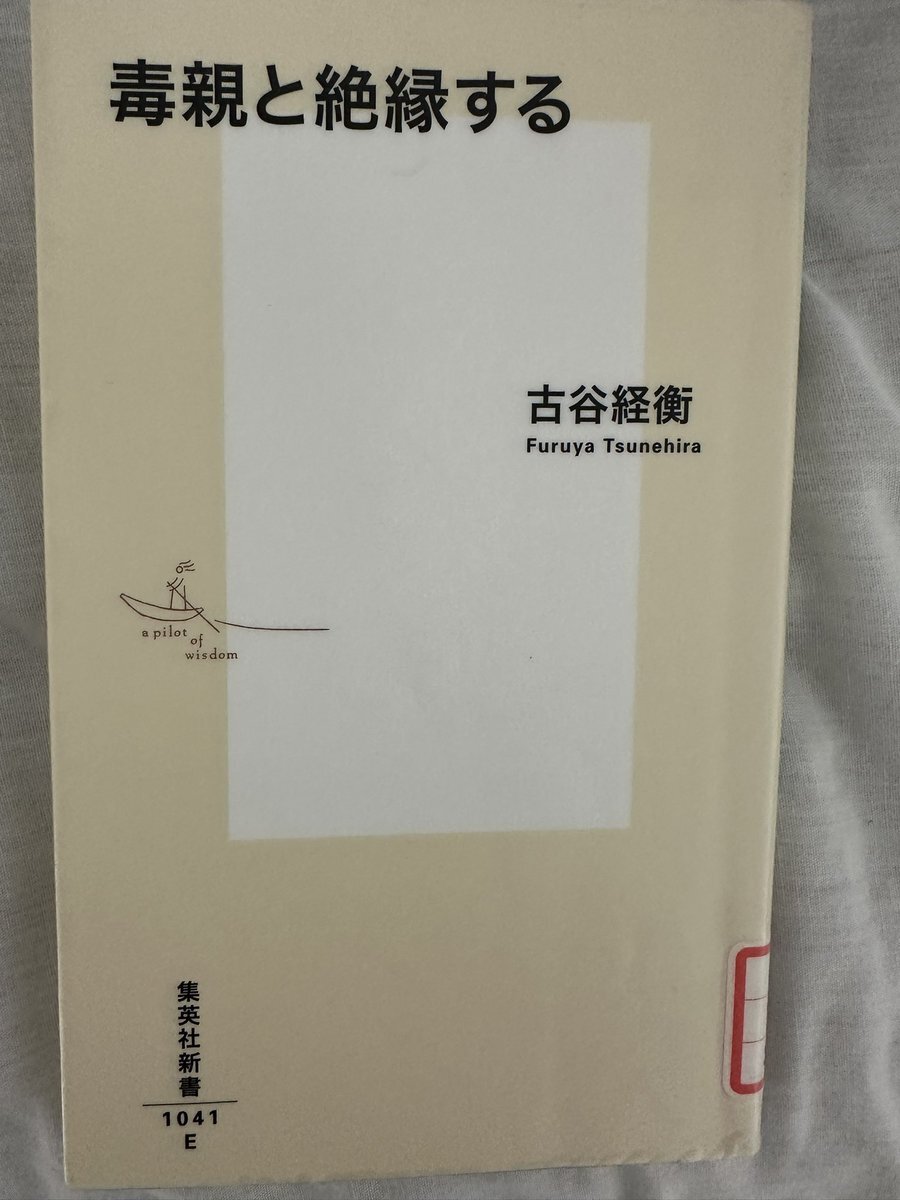 毒親と絶縁する
古谷経衡
Furuya Tsunehira
a pilot
of
wisdom
集英社新書
1041
E